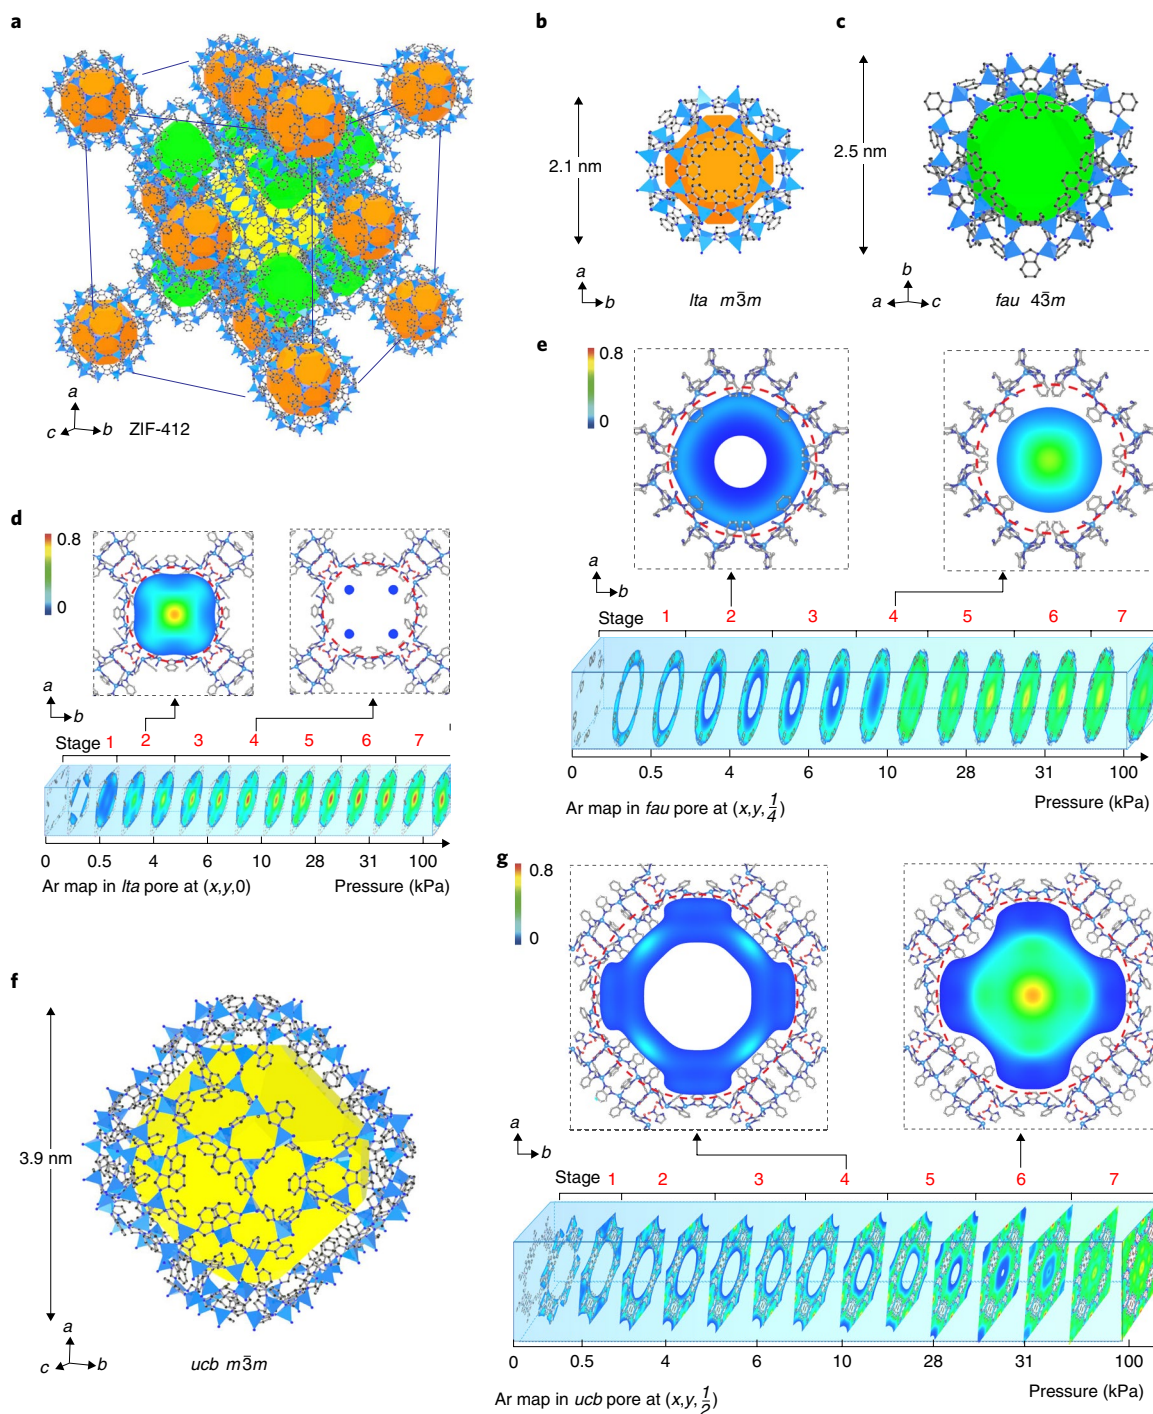 a
c b
ZIF-412
a
b
2.1 nm
a
b
lta m3̅m
c
2.5 nm
b
a c
fau 43̅m
d
0.8
0
a
b
Stage 1 2 3 4 5 6 7
0 0.5 4 6 10 28 31 100
Ar map in lta pore at (x,y,0) Pressure (kPa)
e
0.8
0
a
b
Stage 1 2 3 4 5 6 7
0 0.5 4 6 10 28 31 100
Ar map in fau pore at (x,y,1/4) Pressure (kPa)
f
3.9 nm
a
c b
ucb m3̅m
g
0.8
0
a
b
Stage 1 2 3 4 5 6 7
0 0.5 4 6 10 28 31 100
Ar map in ucb pore at (x,y,1/2) Pressure (kPa)